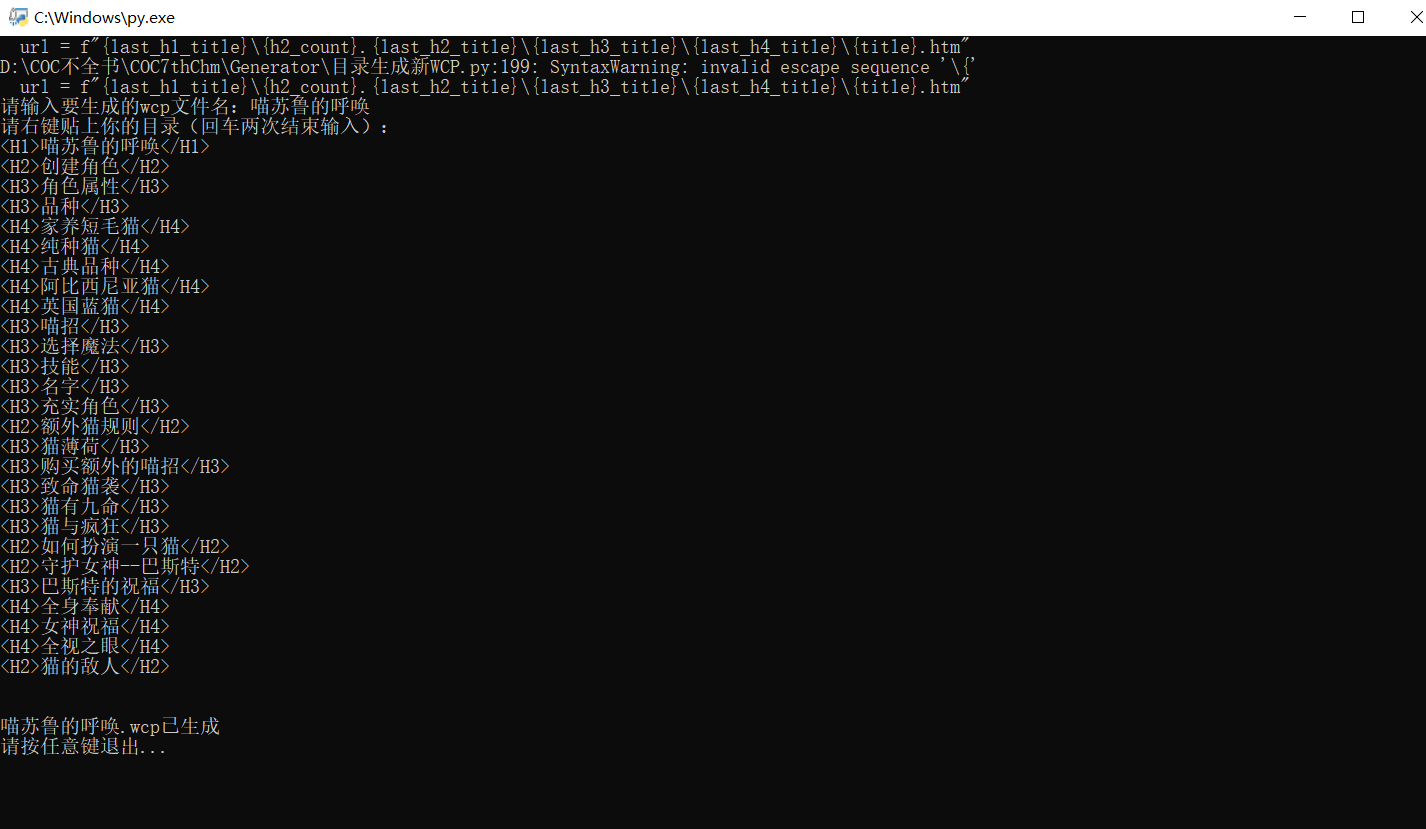 C:\Windows\py.exe
url = f"{last_h1_title}\{h2_count}.{last_h2_title}\{last_h3_title}\{last_h4_title}\{title}.htm"
D:\COC不全书\COC7thChm\Generator\目录生成新WCP.py:199: SyntaxWarning: invalid escape sequence '\{'
url = f"{last_h1_title}\{h2_count}.{last_h2_title}\{last_h3_title}\{last_h4_title}\{title}.htm"
请输入要生成的wcp文件名：喵苏鲁的呼唤
请右键贴上你的目录（回车两次结束输入）：
<H1>喵苏鲁的呼唤</H1>
<H2>创建角色</H2>
<H3>角色属性</H3>
<H3>品种</H3>
<H4>家养短毛猫</H4>
<H4>纯种猫</H4>
<H4>古典品种</H4>
<H4>阿比西尼亚猫</H4>
<H4>英国蓝猫</H4>
<H3>喵招</H3>
<H3>选择魔法</H3>
<H3>技能</H3>
<H3>名字</H3>
<H3>充实角色</H3>
<H2>额外猫规则</H2>
<H3>猫薄荷</H3>
<H3>购买额外的喵招</H3>
<H3>致命猫袭</H3>
<H3>猫有九命</H3>
<H3>猫与疯狂</H3>
<H2>如何扮演一只猫</H2>
<H2>守护女神--巴斯特</H2>
<H3>巴斯特的祝福</H3>
<H4>全身奉献</H4>
<H4>女神祝福</H4>
<H4>全视之眼</H4>
<H2>猫的敌人</H2>
喵苏鲁的呼唤.wcp已生成
请按任意键退出...